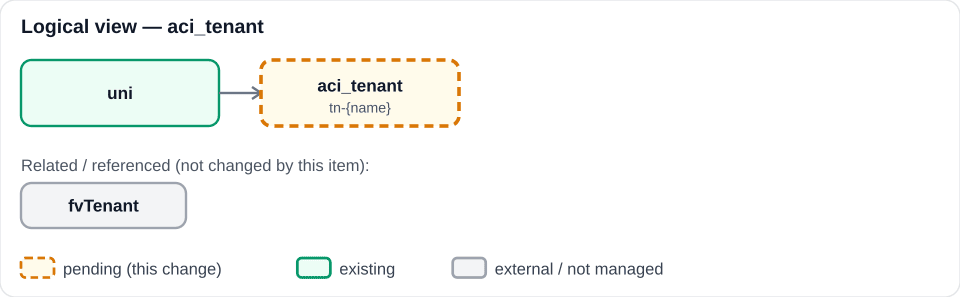 Logical view — aci_tenant
uni
aci_tenant
tn-{name}
Related / referenced (not changed by this item):
fvTenant
pending (this change)
existing
external / not managed